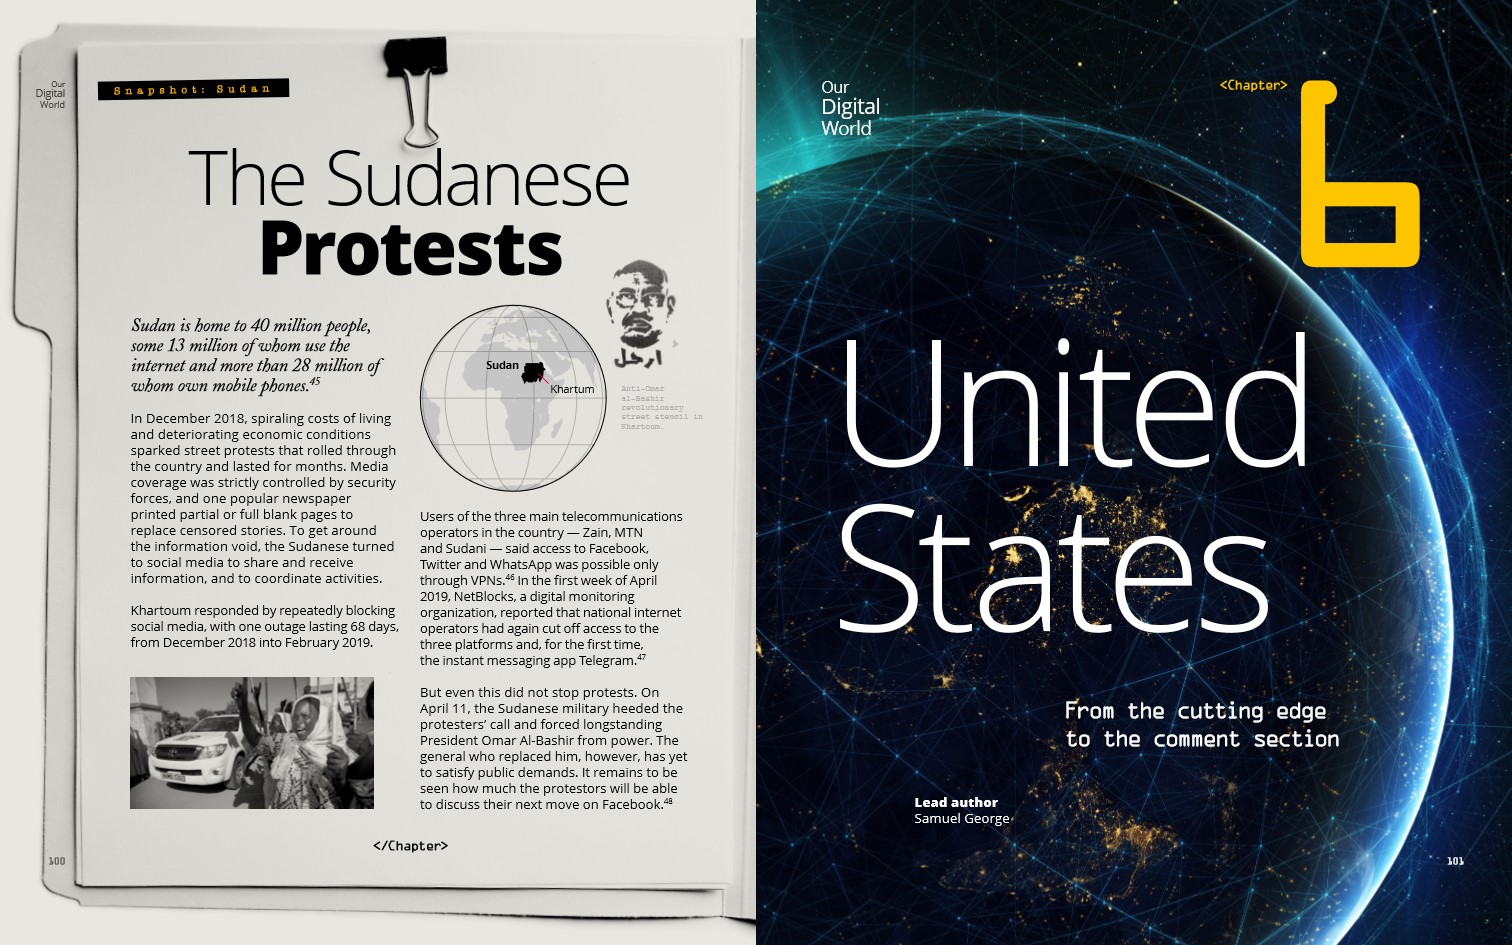 Our
Digital
World
Snapshot: Sudan
The Sudanese
Protests
Sudan is home to 40 million people,
some 13 million of whom use the
internet and more than 28 million of
whom own mobile phones.45
In December 2018, spiraling costs of living
and deteriorating economic conditions
sparked street protests that rolled through
the country and lasted for months. Media
coverage was strictly controlled by security
forces, and one popular newspaper
printed partial or full blank pages to
replace censored stories. To get around
the information void, the Sudanese turned
to social media to share and receive
information, and to coordinate activities.
Khartoum responded by repeatedly blocking
social media, with one outage lasting 68 days,
from December 2018 into February 2019.
Sudan
Khartum
ارحل
Anti-Omar
al-Bashir
revolutionary
street stencil in
Khartoum.
Users of the three main telecommunications
operators in the country — Zain, MTN
and Sudani — said access to Facebook,
Twitter and WhatsApp was possible only
through VPNs.46 In the first week of April
2019, NetBlocks, a digital monitoring
organization, reported that national internet
operators had again cut off access to the
three platforms and, for the first time,
the instant messaging app Telegram.47
But even this did not stop protests. On
April 11, the Sudanese military heeded the
protesters’ call and forced longstanding
President Omar Al-Bashir from power. The
general who replaced him, however, has yet
to satisfy public demands. It remains to be
seen how much the protestors will be able
to discuss their next move on Facebook.48
</Chapter>
100
Our
Digital
World
<Chapter>
6
United
States
From the cutting edge
to the comment section
Lead author
Samuel George
101